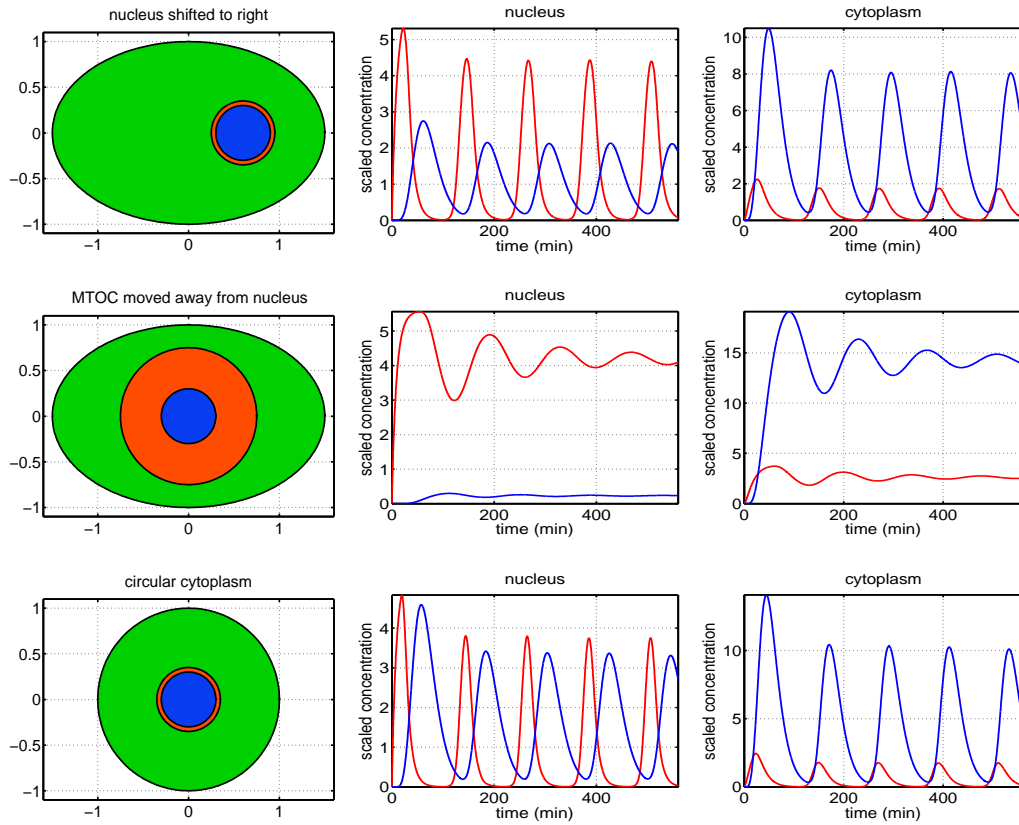 nucleus shifted to right
1
0.5
0
−0.5
−1
−1 0 1
nucleus
scaled concentration
5
4
3
2
1
0
0 200 400
time (min)
cytoplasm
scaled concentration
10
8
6
4
2
0
0 200 400
time (min)
MTOC moved away from nucleus
1
0.5
0
−0.5
−1
−1 0 1
nucleus
scaled concentration
5
4
3
2
1
0
0 200 400
time (min)
cytoplasm
scaled concentration
15
10
5
0
0 200 400
time (min)
circular cytoplasm
1
0.5
0
−0.5
−1
−1 0 1
nucleus
scaled concentration
4
3
2
1
0
0 200 400
time (min)
cytoplasm
scaled concentration
10
5
0
0 200 400
time (min)